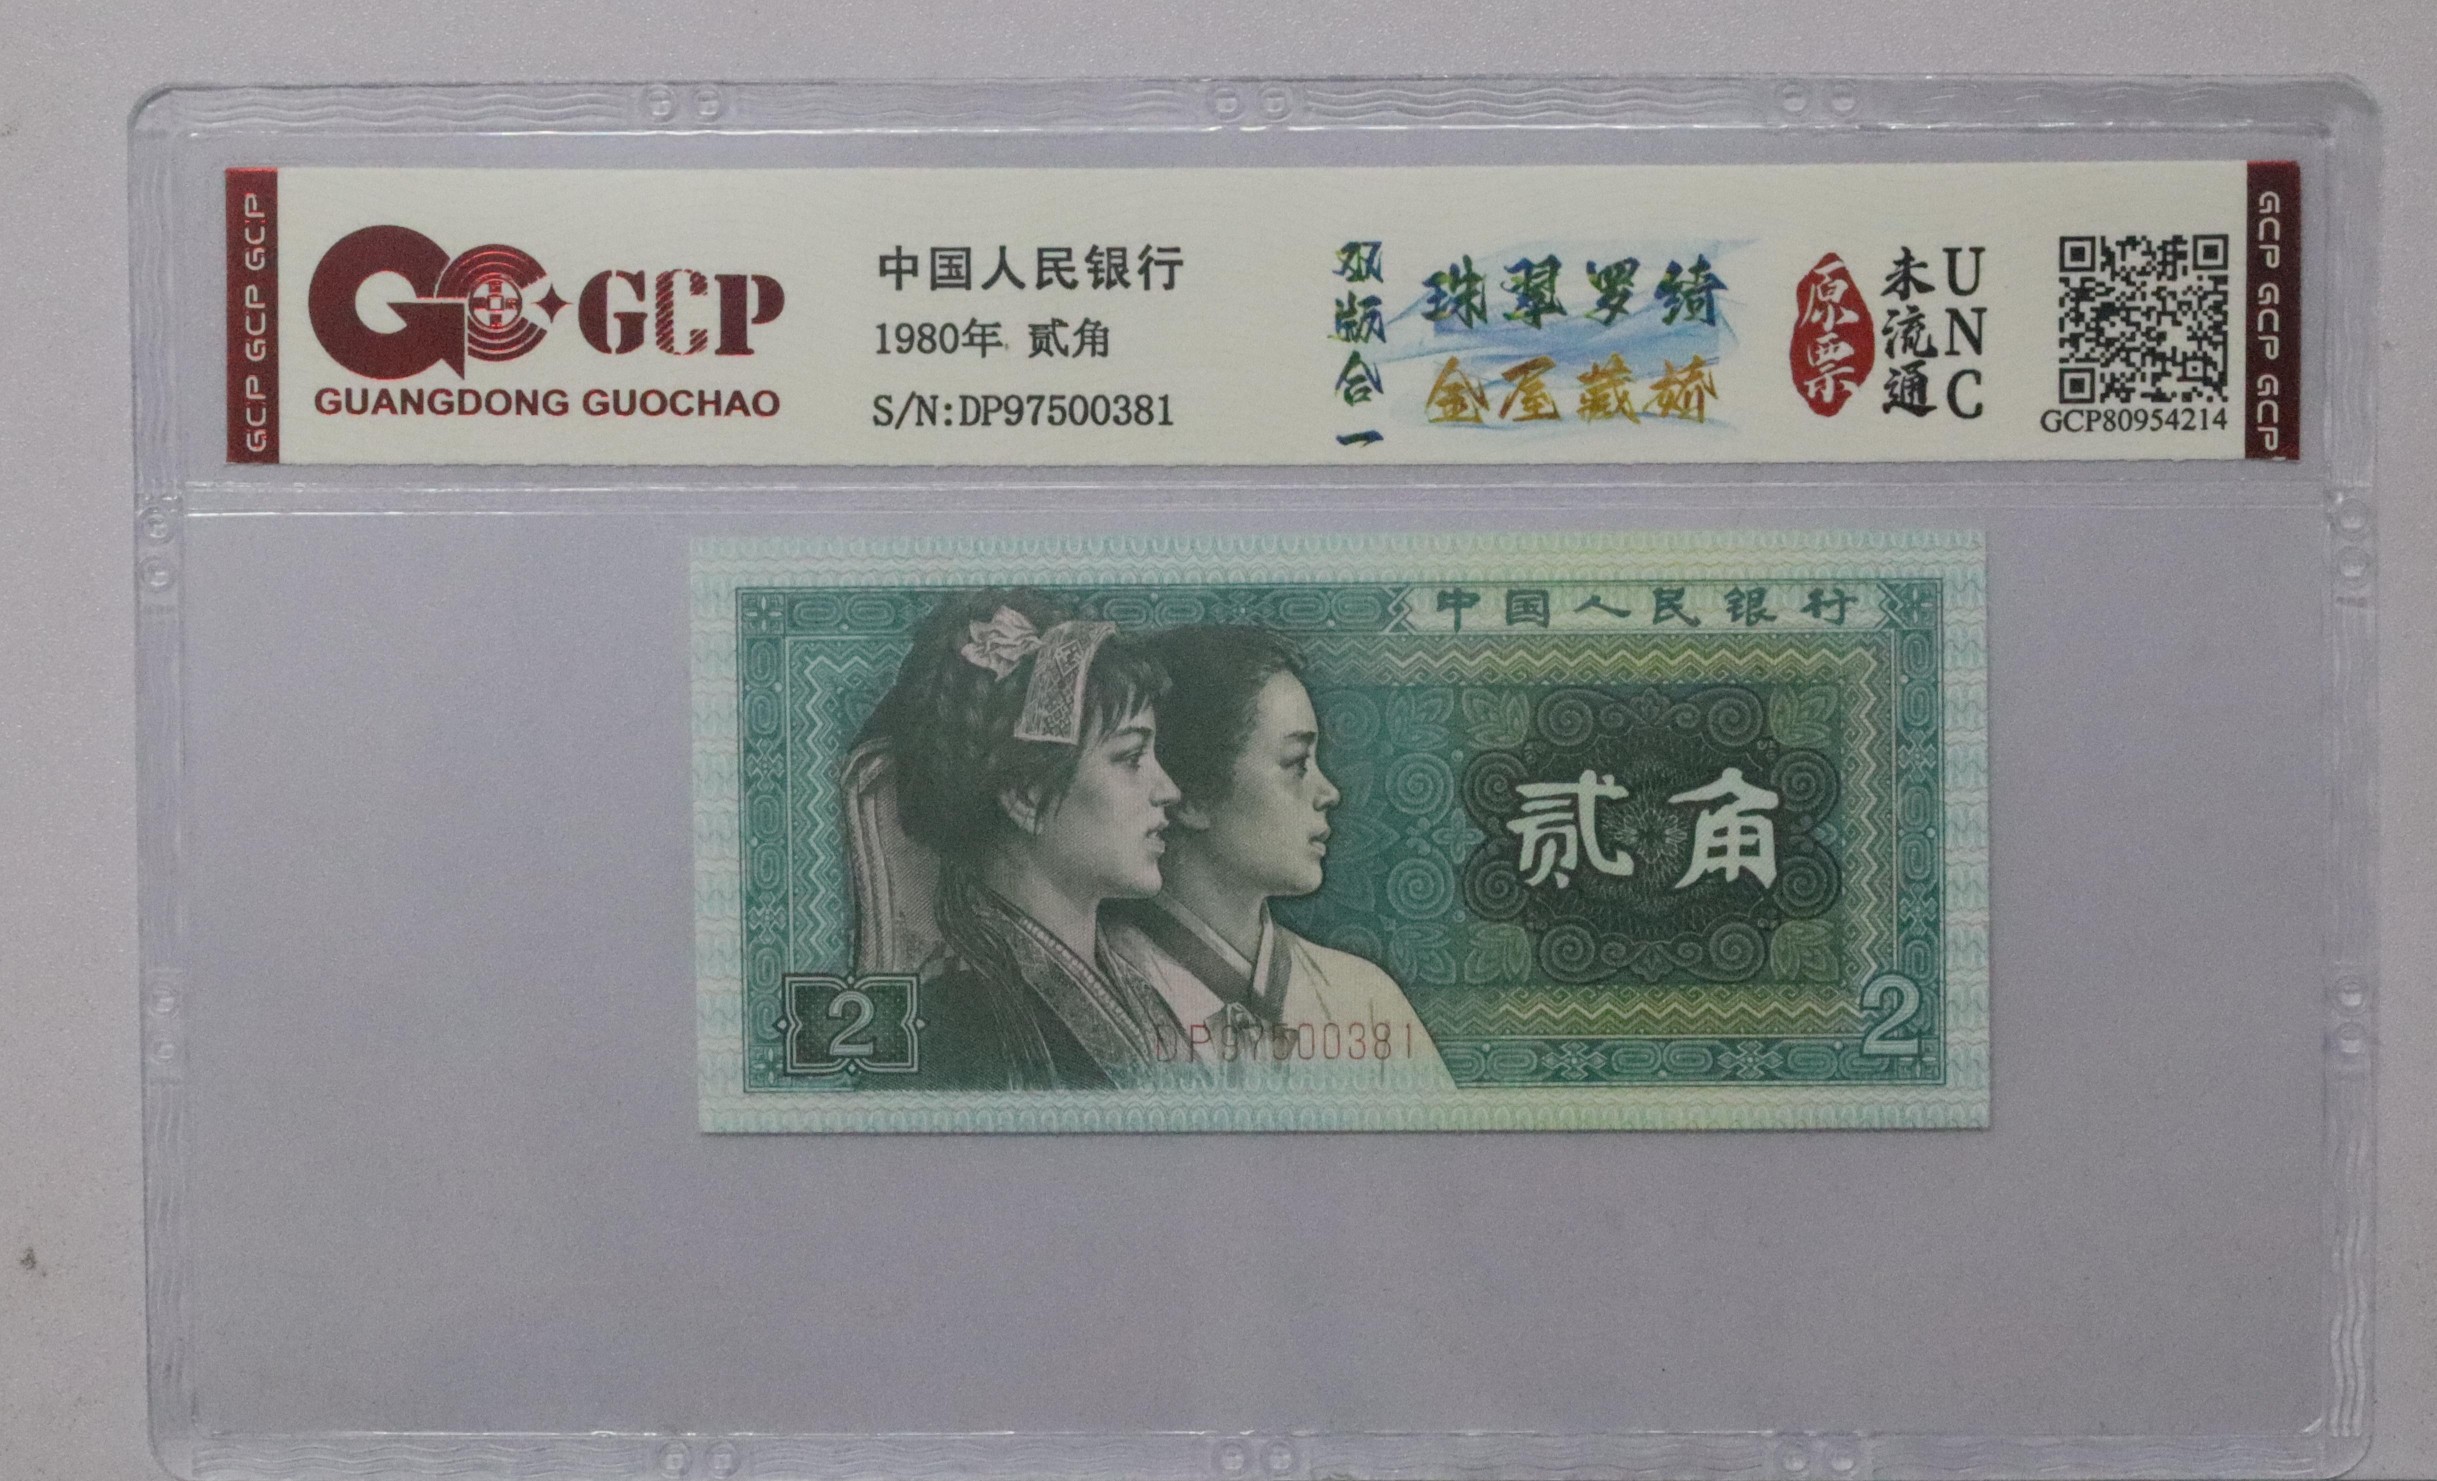 GCP GCP GCP
GCP
GUANGDONG GUOCHAO
中国人民银行
1980年 贰角
S/N:DP97500381
双版合一
珠翠罗绮
金屋藏娇
原票
未流通
UNC
GCP80954214
GCP GCP GCP
中国人民银行
贰角
2
DP97500381
2